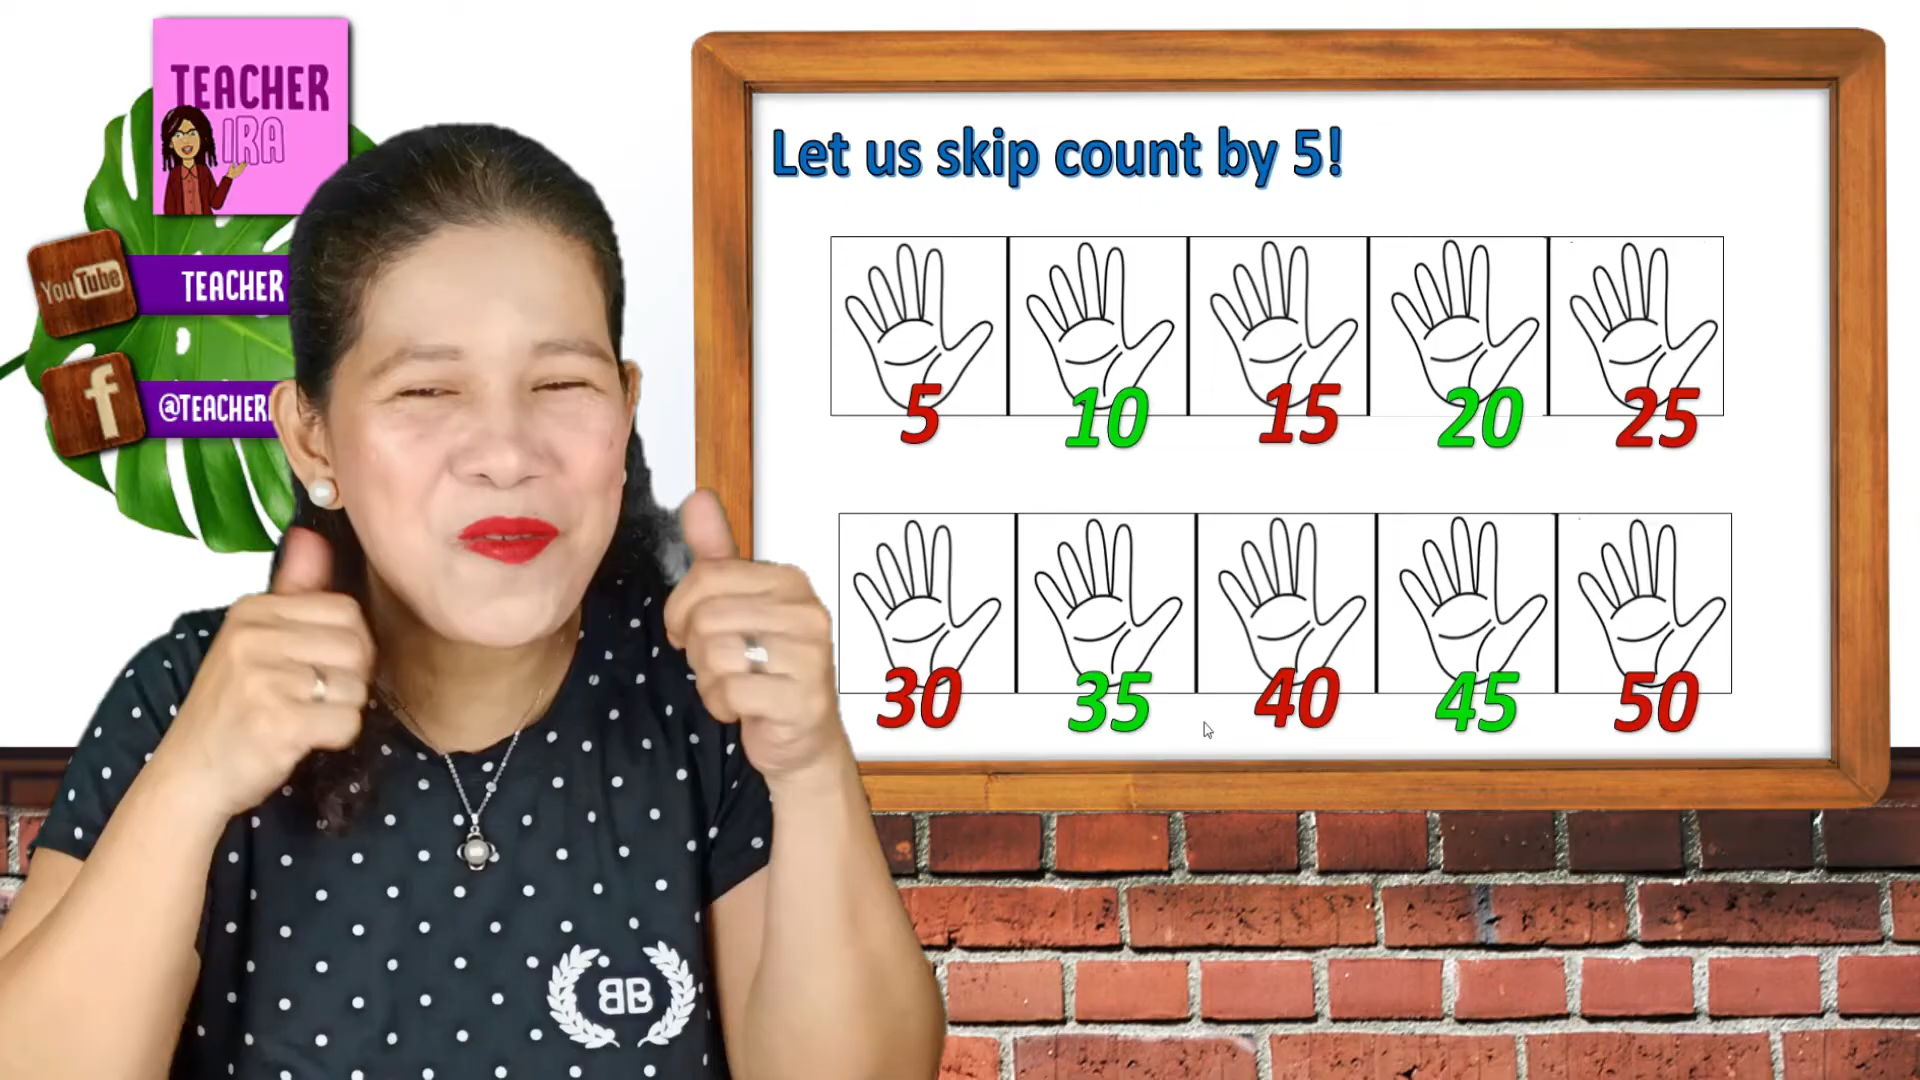 TEACHER
IRA
YouTube
TEACHER
f
@TEACHER
Let us skip count by 5!
5 10 15 20 25
30 35 40 45 50
BB